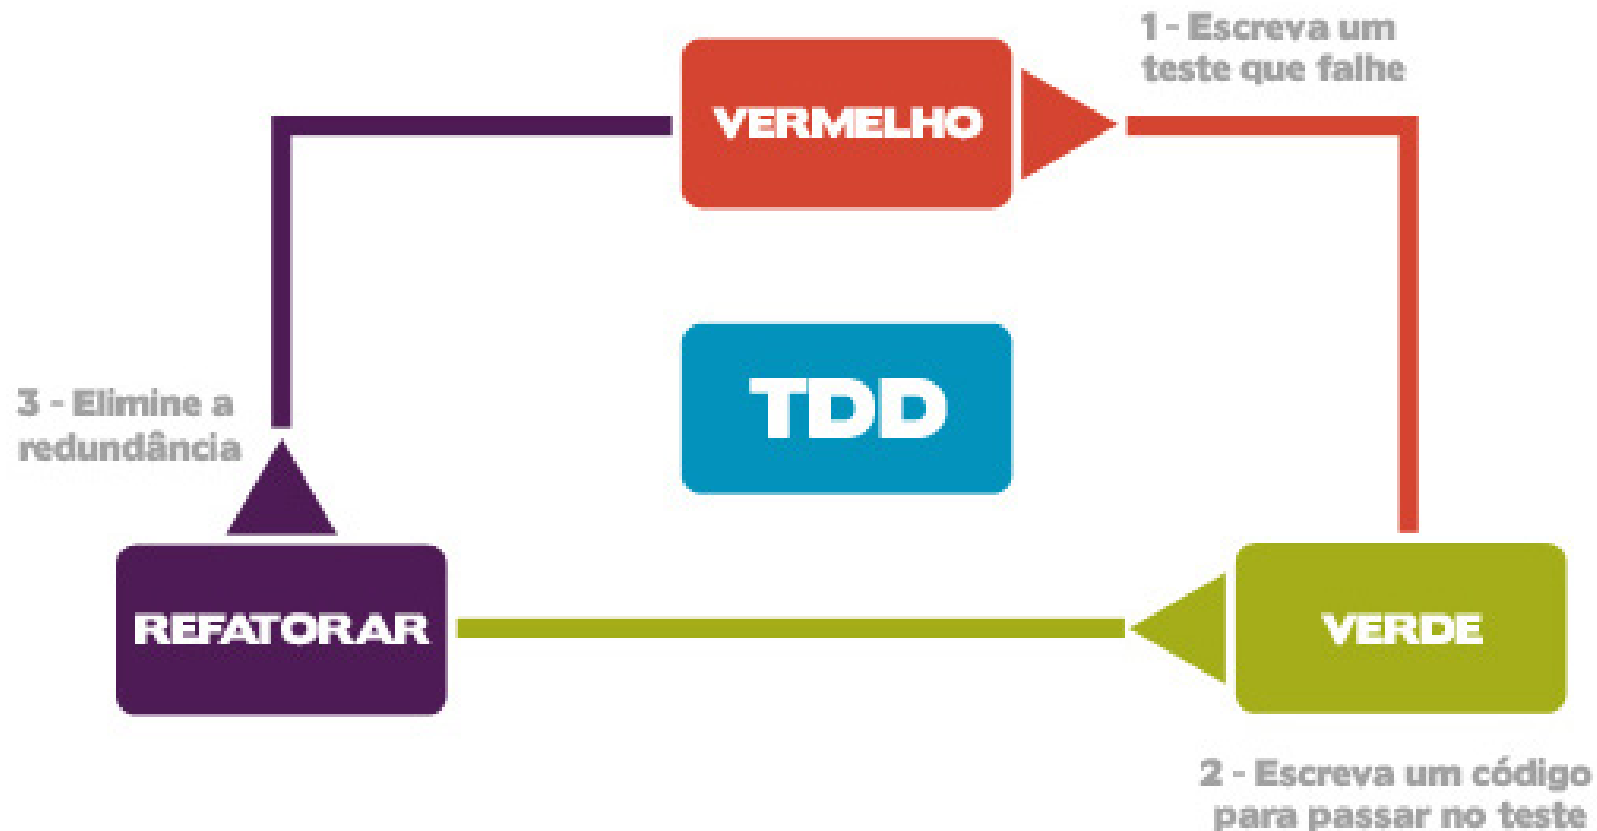 1 - Escreva um
teste que falhe
VERMELHO
TDD
3 - Elimine a
redundância
REFATORAR
VERDE
2 - Escreva um código
para passar no teste